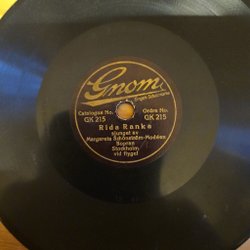 Gnom
Catalogue No. Ordre No.
GK 215 GK 215
Rida Ranka
sjunget av
Margareta Schönström-Modéen
Sopran
Stockholm
vid flygel